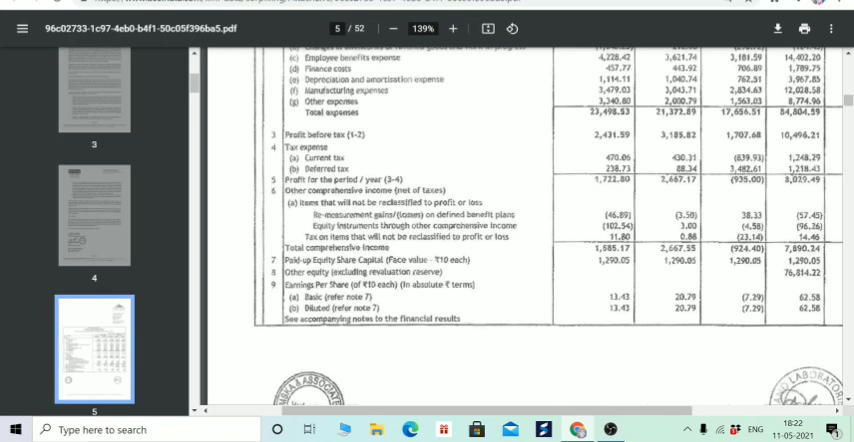 96c02733-1c97-4eb0-b4f1-50c05f396ba5.pdf 5 / 52 — 139% +
(c) Employee benefits expense 4,228.42 3,621.74 3,181.59 14,402.20
(d) Finance costs 457.77 443.92 706.89 1,789.75
(e) Depreciation and amortisation expense 1,114.11 1,040.74 762.51 3,967.85
(f) Manufacturing expenses 3,479.03 3,043.71 2,834.63 12,028.58
(g) Other expenses 3,340.80 2,000.79 1,563.03 8,774.96
Total expenses 23,498.53 21,372.89 17,656.51 84,804.59
3 Profit before tax (1-2) 2,431.59 3,185.82 1,707.68 10,496.21
4 Tax expense
(a) Current tax 470.06 430.31 (839.93) 1,248.29
(b) Deferred tax 238.73 88.34 3,482.61 1,218.43
5 Profit for the period / year (3-4) 1,722.80 2,667.17 (935.00) 8,029.49
6 Other comprehensive income (net of taxes)
(a) Items that will not be reclassified to profit or loss
Re-measurement gains/(losses) on defined benefit plans (46.89) (3.50) 38.33 (57.45)
Equity instruments through other comprehensive income (102.54) 3.00 (4.58) (96.26)
Tax on items that will not be reclassified to profit or loss 11.80 0.88 (23.14) 14.46
Total comprehensive income 1,585.17 2,667.55 (924.40) 7,890.24
7 Paid-up Equity Share Capital (Face value - ₹10 each) 1,290.05 1,290.05 1,290.05 1,290.05
8 Other equity (excluding revaluation reserve) 76,814.22
9 Earnings Per Share (of ₹10 each) (In absolute ₹ terms)
(a) Basic (refer note 7) 13.43 20.79 (7.29) 62.58
(b) Diluted (refer note 7) 13.43 20.79 (7.29) 62.58
See accompanying notes to the financial results
3
4
5
Type here to search
ENG
18:22
11-05-2021